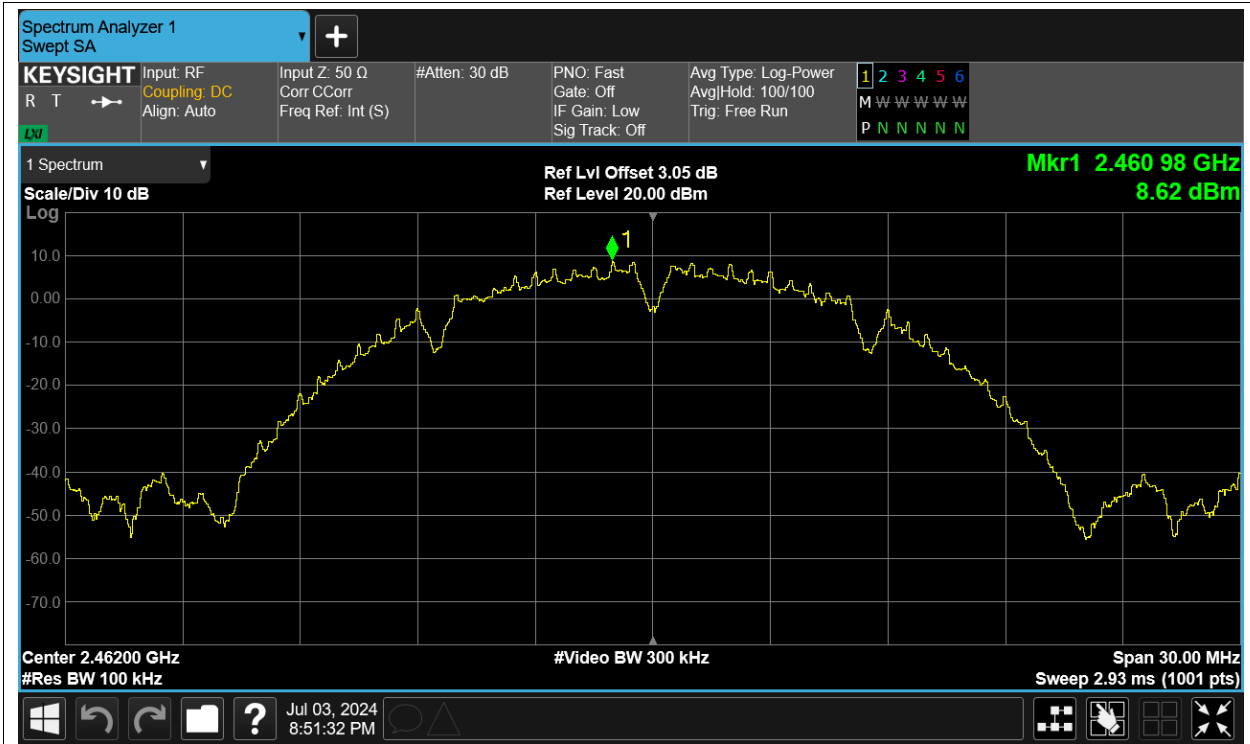 Spectrum Analyzer 1
Swept SA
KEYSIGHT
R T
LXI
Input: RF
Coupling: DC
Align: Auto
Input Z: 50 Ω
Corr CCorr
Freq Ref: Int (S)
#Atten: 30 dB
PNO: Fast
Gate: Off
IF Gain: Low
Sig Track: Off
Avg Type: Log-Power
Avg|Hold: 100/100
Trig: Free Run
1 2 3 4 5 6
M W W W W W
P N N N N N
1 Spectrum
Scale/Div 10 dB
Ref Lvl Offset 3.05 dB
Ref Level 20.00 dBm
Mkr1 2.460 98 GHz
8.62 dBm
Log
1
10.0
0.00
-10.0
-20.0
-30.0
-40.0
-50.0
-60.0
-70.0
Center 2.46200 GHz
#Res BW 100 kHz
#Video BW 300 kHz
Span 30.00 MHz
Sweep 2.93 ms (1001 pts)
?
Jul 03, 2024
8:51:32 PM